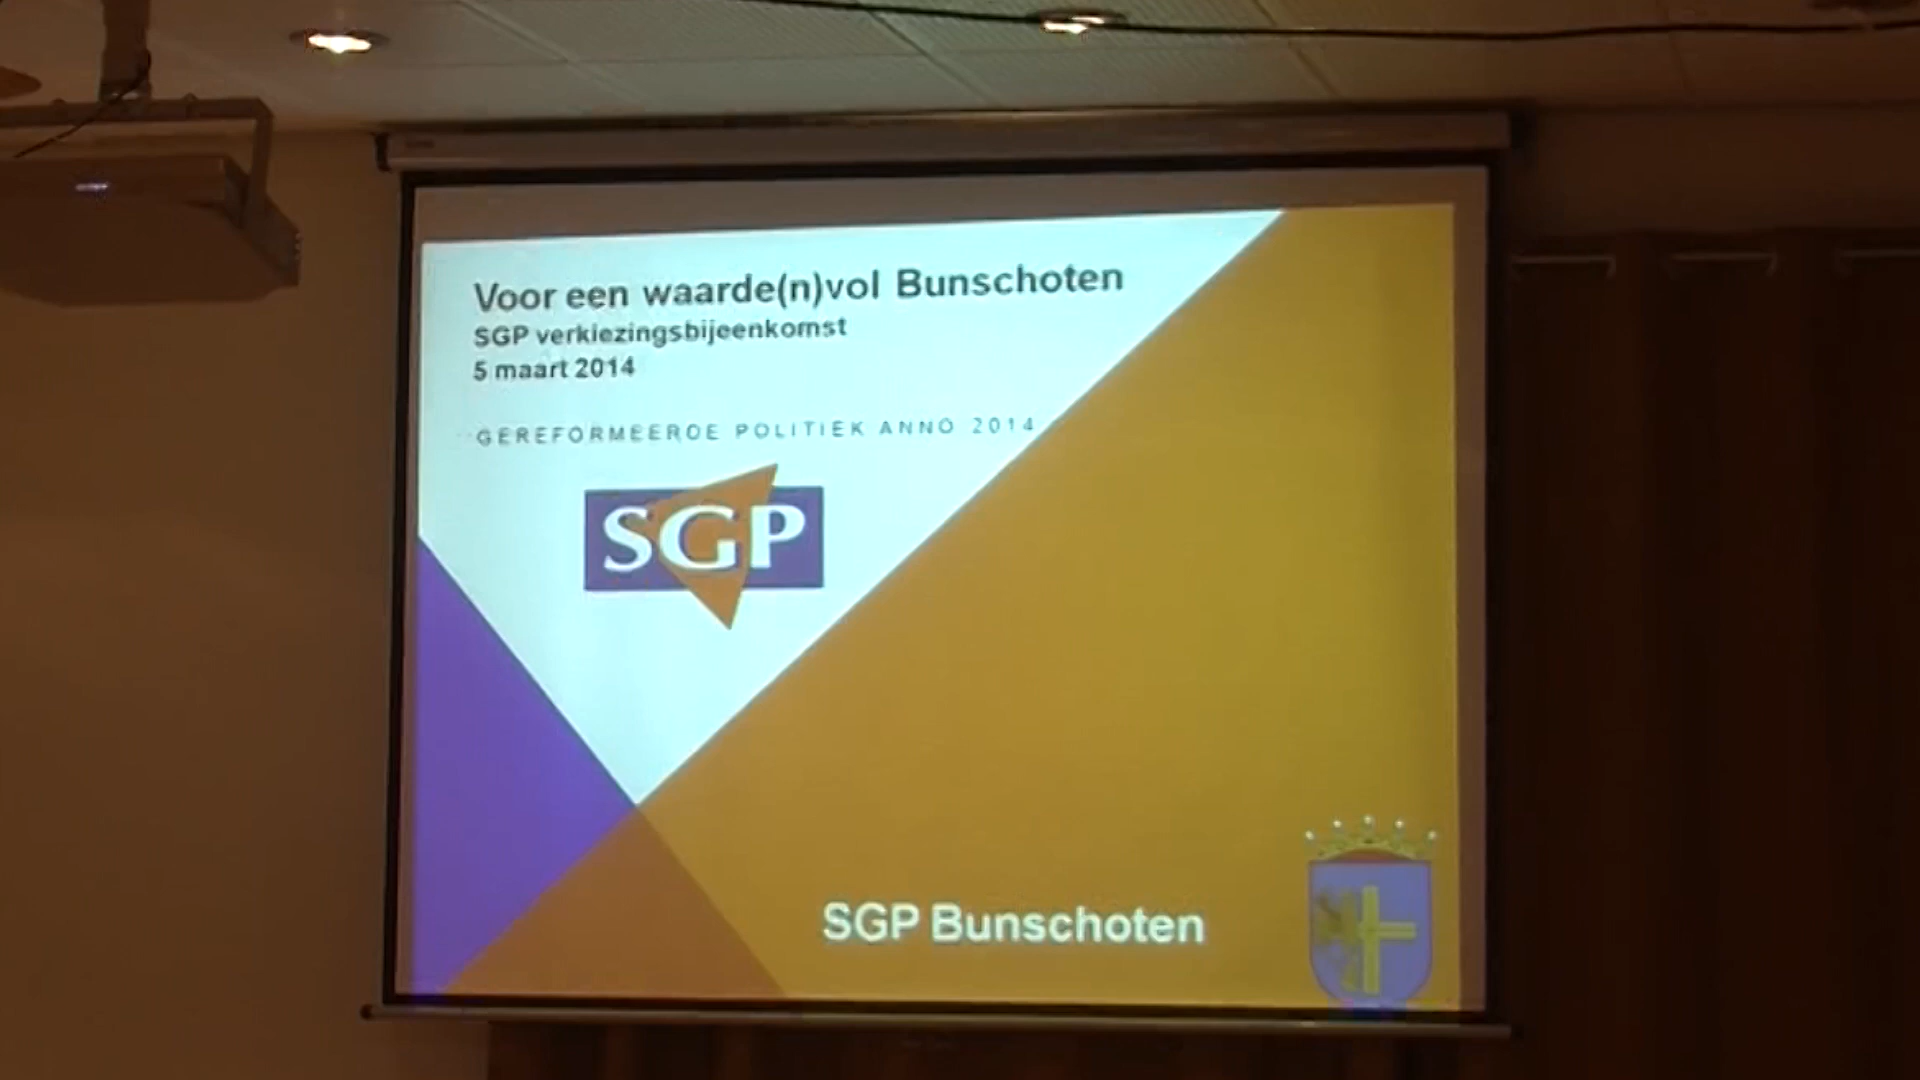 Voor een waarde(n)vol Bunschoten
SGP verkiezingsbijeenkomst
5 maart 2014
GEREFORMEERDE POLITIEK ANNO 2014
SGP
SGP Bunschoten